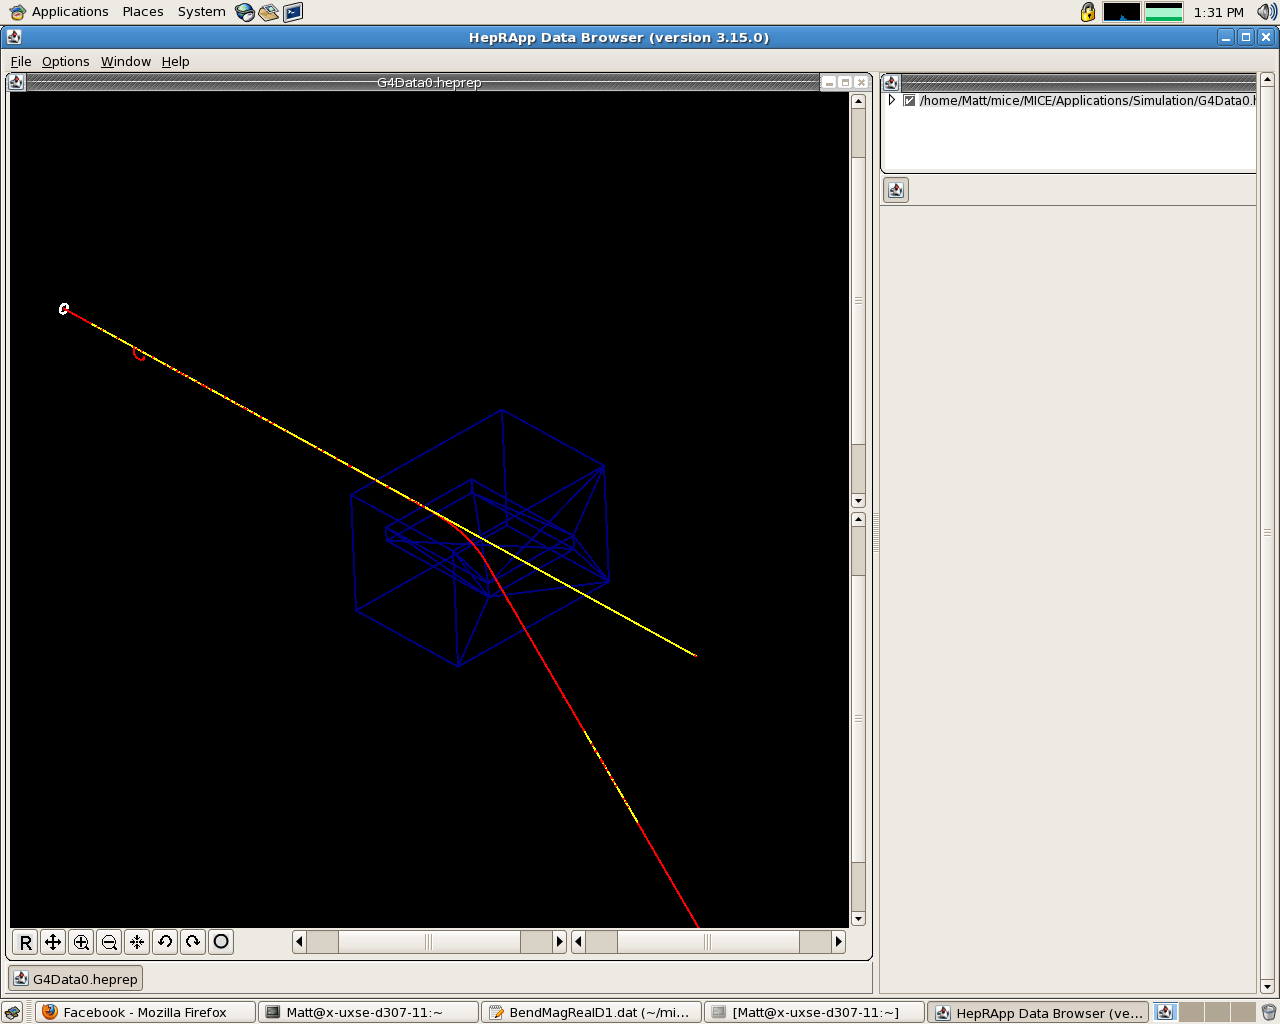 Applications Places System 1:31 PM
HepRApp Data Browser (version 3.15.0)
File Options Window Help
G4Data0.heprep
/home/Matt/mice/MICE/Applications/Simulation/G4Data0.h
R
G4Data0.heprep
Facebook - Mozilla Firefox
Matt@x-uxse-d307-11:~
BendMagRealD1.dat (~/mi...
[Matt@x-uxse-d307-11:~]
HepRApp Data Browser (ve...